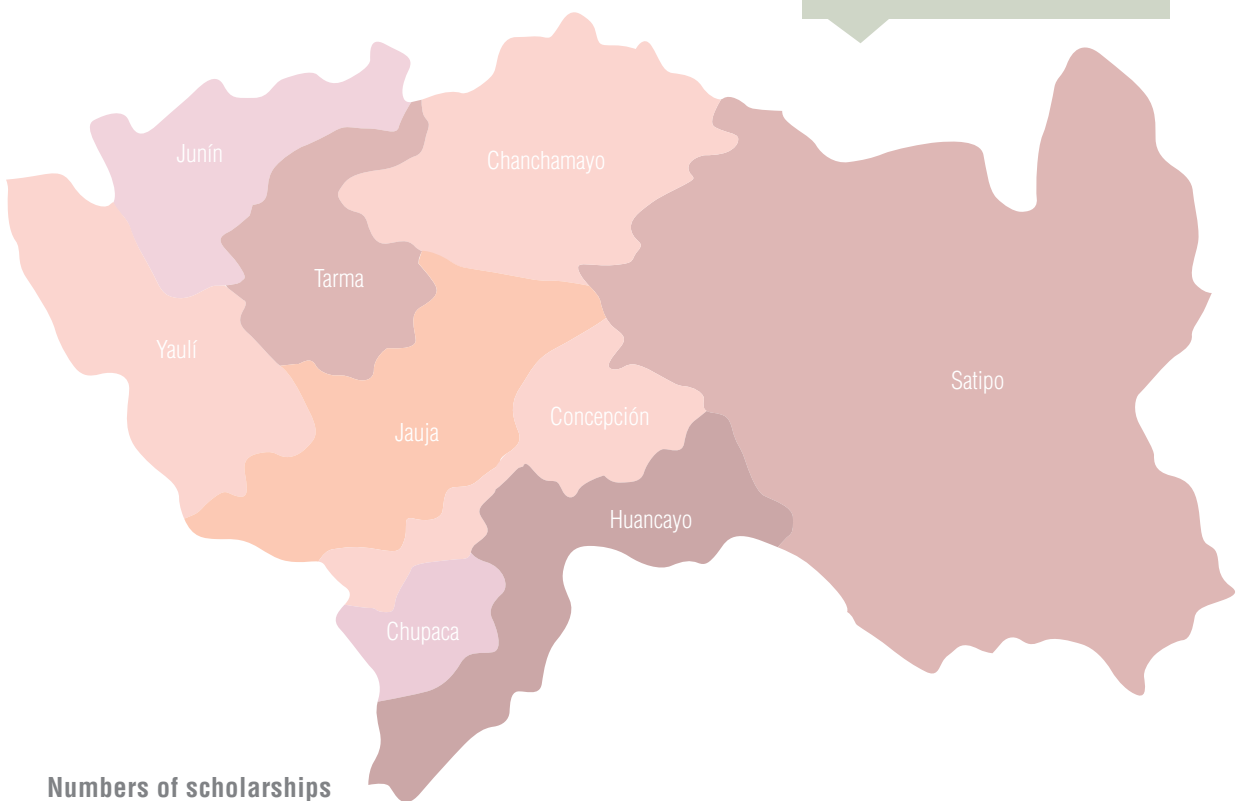 Junín
Chanchamayo
Tarma
Yaulí
Satipo
Jauja
Concepción
Huancayo
Chupaca
Numbers of scholarships